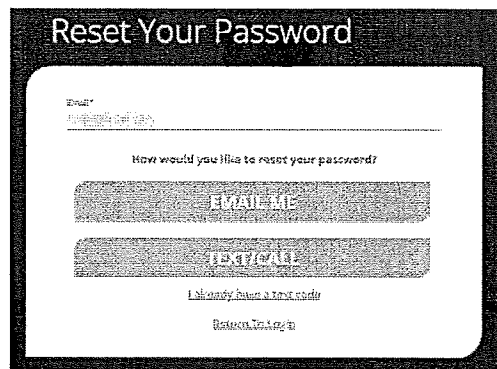 Reset Your Password
Email*
How would you like to reset your password?
EMAIL ME
TEXT/CALL
I already have a text code
Return To Login